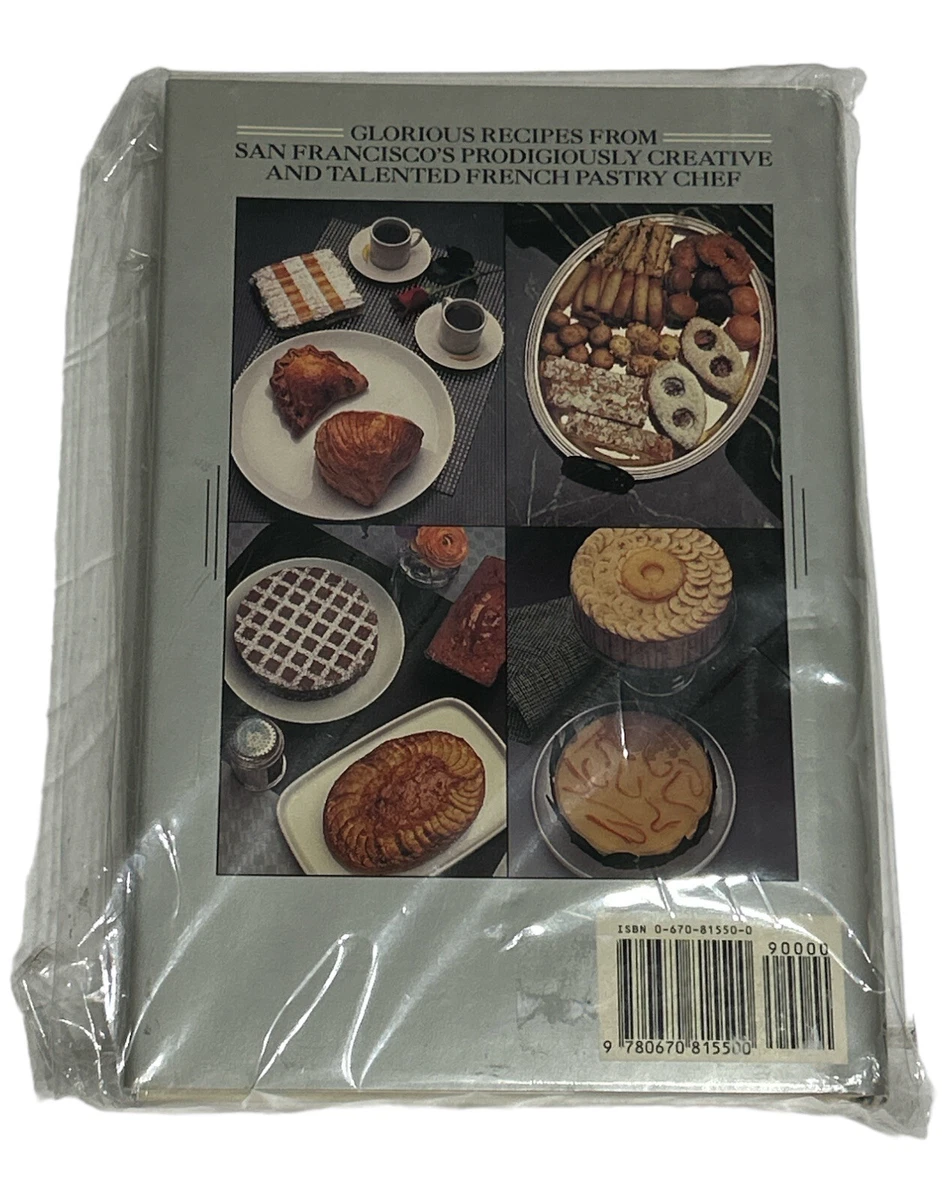 GLORIOUS RECIPES FROM
SAN FRANCISCO'S PRODIGIOUSLY CREATIVE
AND TALENTED FRENCH PASTRY CHEF
ISBN 0-670-81550-0
90000
9 780670 815500